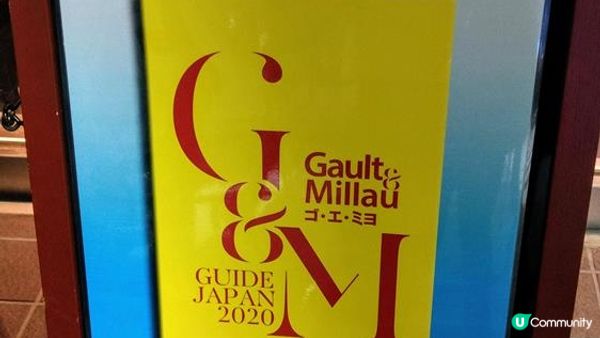 G&M
Gault&
Millau
ゴ・エ・ミヨ
GUIDE
JAPAN
2020
U Community